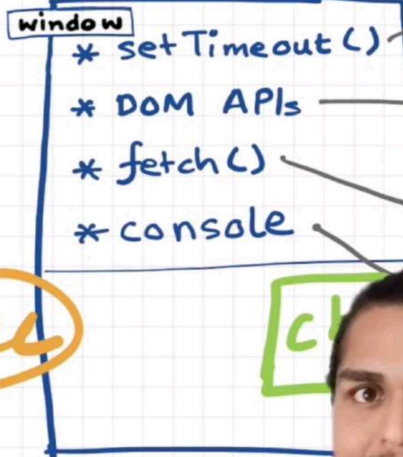 window
* setTimeout()
* DOM APIs
* fetch()
* console